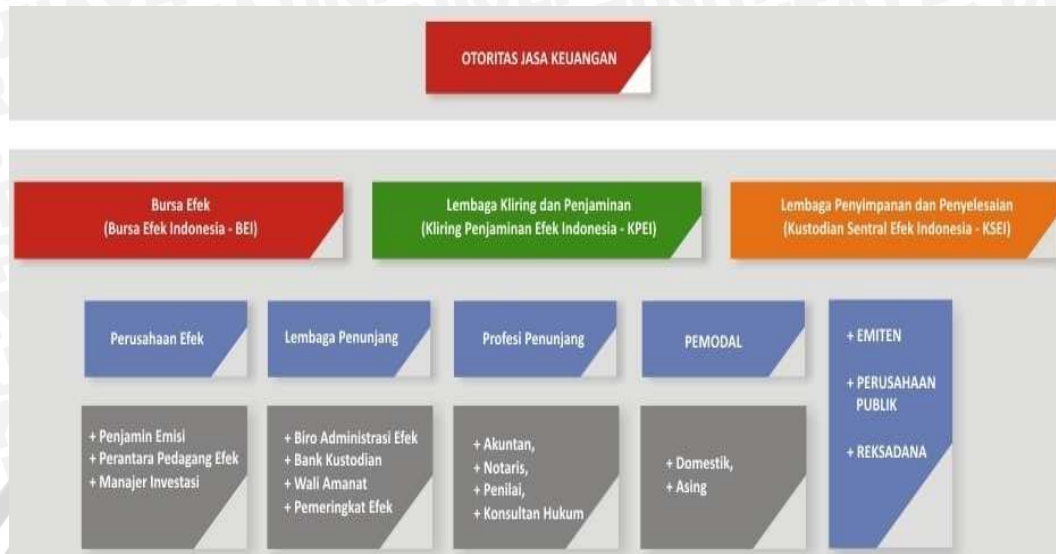 OTORITAS JASA KEUANGAN
Bursa Efek
(Bursa Efek Indonesia - BEI)
Lembaga Kliring dan Penjaminan
(Kliring Penjaminan Efek Indonesia - KPEI)
Lembaga Penyimpanan dan Penyelesaian
(Kustodian Sentral Efek Indonesia - KSEI)
Perusahaan Efek
+ Penjamin Emisi
+ Perantara Pedagang Efek
+ Manajer Investasi
Lembaga Penunjang
+ Biro Administrasi Efek
+ Bank Kustodian
+ Wali Amanat
+ Pemeringkat Efek
Profesi Penunjang
+ Akuntan,
+ Notaris,
+ Penilai,
+ Konsultan Hukum
PEMODAL
+ Domestik,
+ Asing
+ EMITEN
+ PERUSAHAAN
PUBLIK
+ REKSADANA